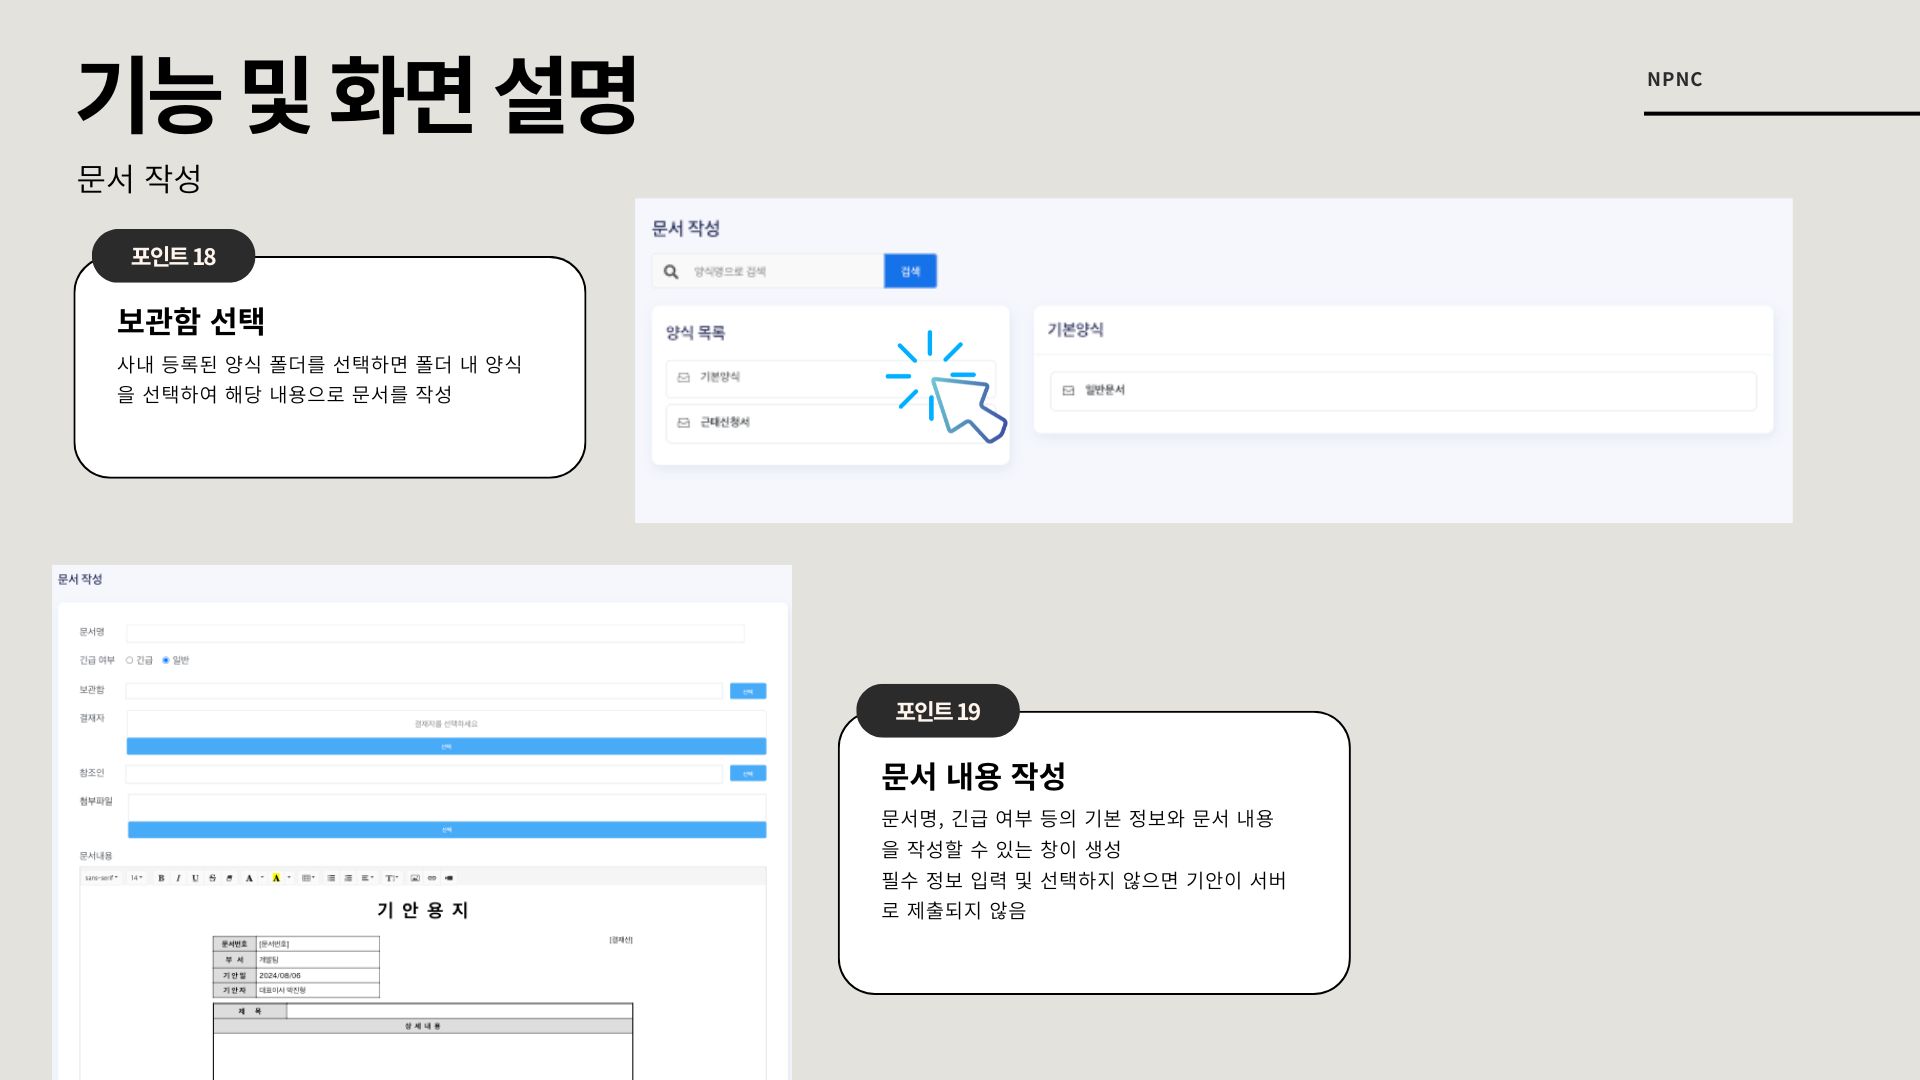 기능 및 화면 설명
NPNC
문서 작성
포인트 18
보관함 선택
사내 등록된 양식 폴더를 선택하면 폴더 내 양식
을 선택하여 해당 내용으로 문서를 작성
문서 작성
양식명으로 검색
검색
양식 목록
기본양식
근태신청서
기본양식
일반문서
문서 작성
문서명
긴급 여부 긴급 일반
보관함
선택
결재자
결재자를 선택하세요
선택
참조인
선택
첨부파일
선택
문서내용
sans-serif 14 B I U S A A
기 안 용 지
문서번호 [문서번호]
[결재선]
부 서 개발팀
기 안 일 2024/08/06
기 안 자 대표이사 박진형
제 목
상 세 내 용
포인트 19
문서 내용 작성
문서명, 긴급 여부 등의 기본 정보와 문서 내용
을 작성할 수 있는 창이 생성
필수 정보 입력 및 선택하지 않으면 기안이 서버
로 제출되지 않음